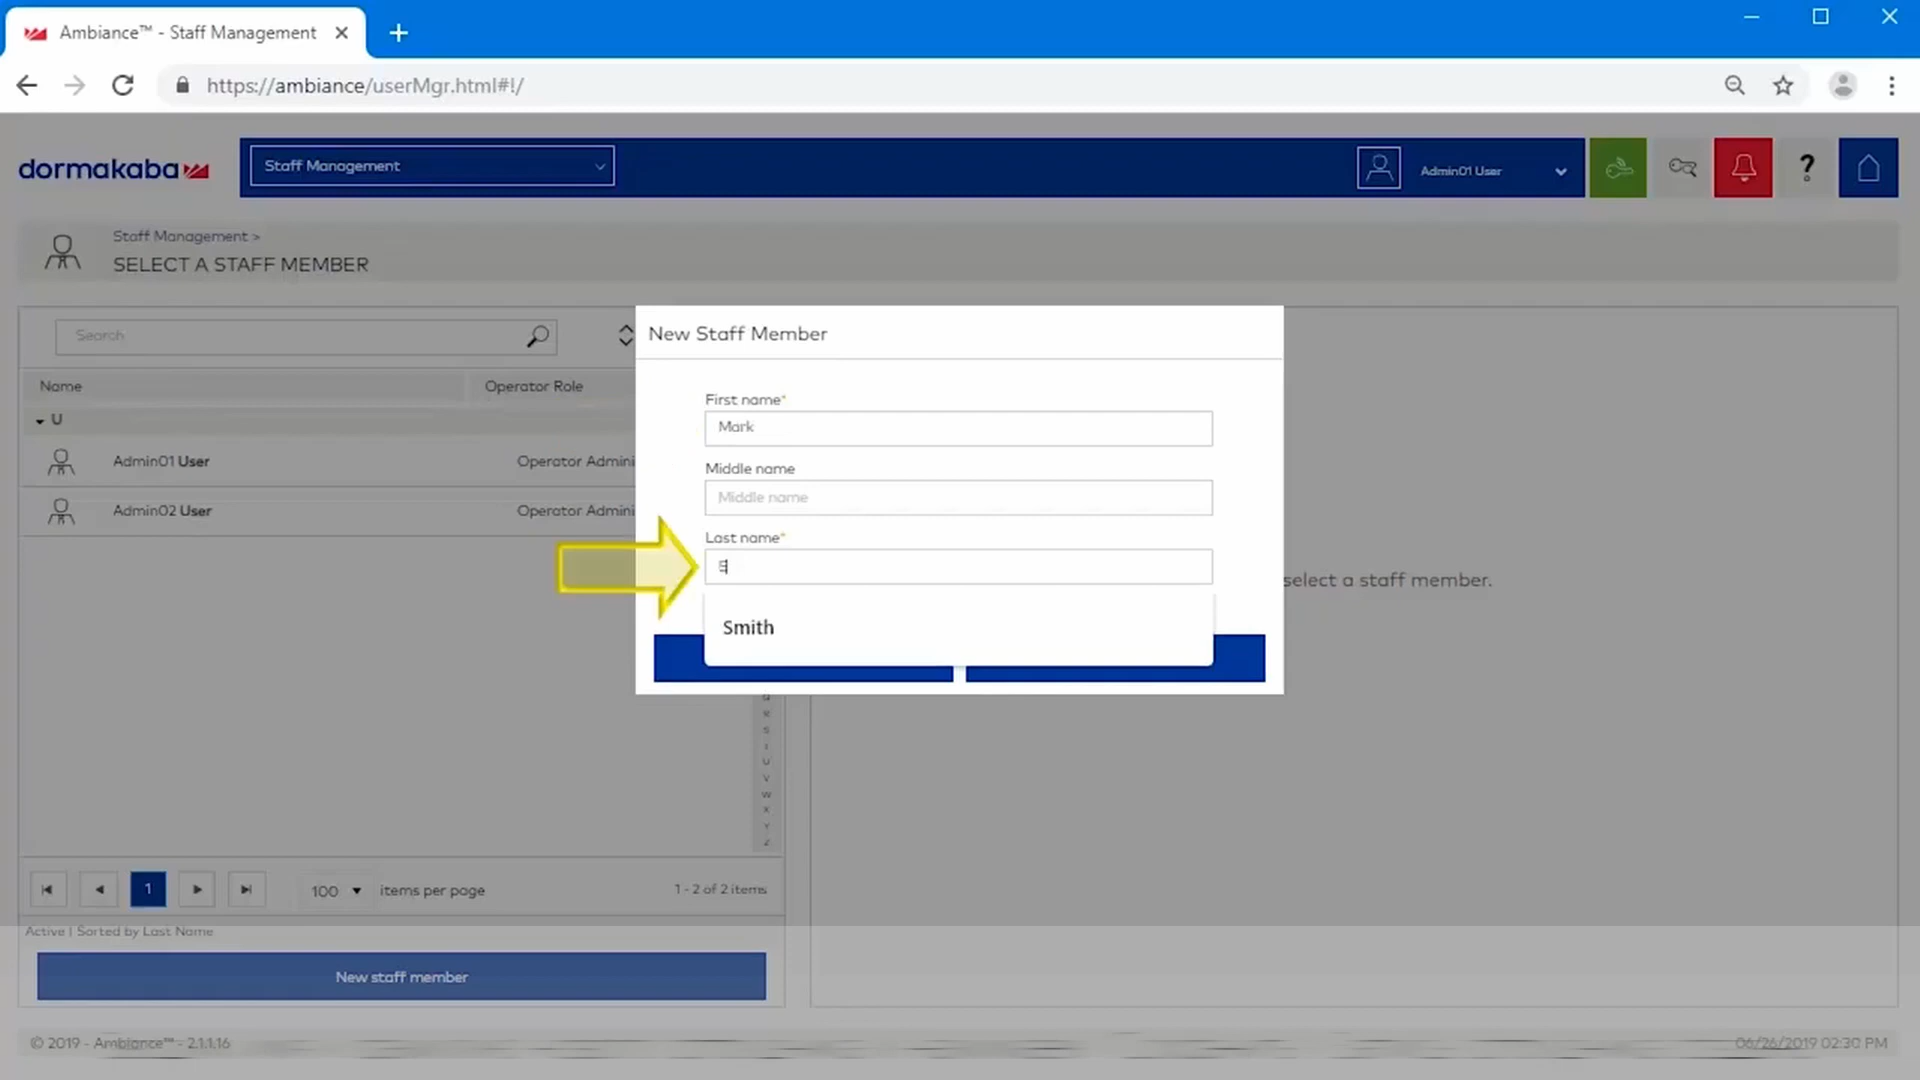 Ambiance™ - Staff Management
https://ambiance/userMgr.html#!/
dormakaba
Staff Management
Admin01 User
?
Staff Management >
SELECT A STAFF MEMBER
Search
Name
Operator Role
U
Admin01 User
Operator Admini
Admin02 User
Operator Admini
New Staff Member
First name*
Mark
Middle name
Middle name
Last name*
S
Smith
select a staff member.
U
V
W
X
Y
Z
1
100
items per page
1 - 2 of 2 items
Active | Sorted by Last Name
New staff member
© 2019 - Ambiance™ - 2.1.1.16
06/26/2019 02:30 PM